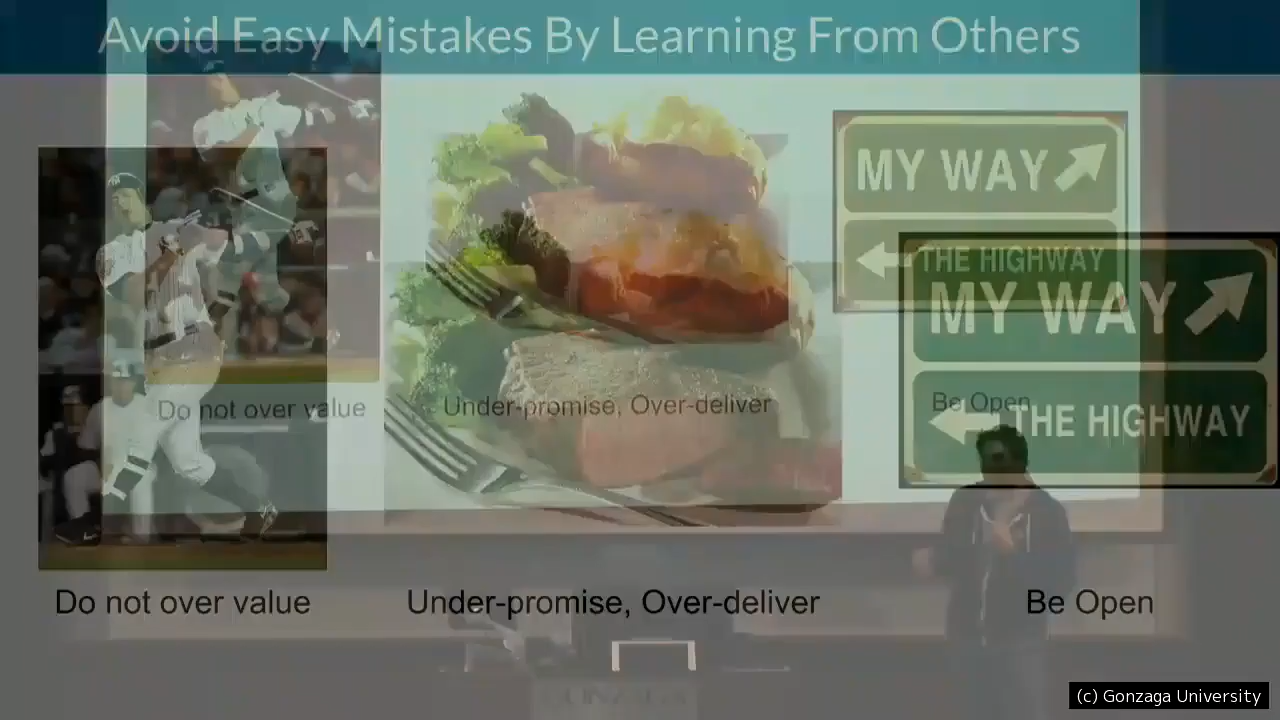 Avoid Easy Mistakes By Learning From Others
MY WAY
THE HIGHWAY
MY WAY
THE HIGHWAY
Do not over value
Under-promise, Over-deliver
Be Open
Do not over value
Under-promise, Over-deliver
Be Open
GONZAGA
(c) Gonzaga University